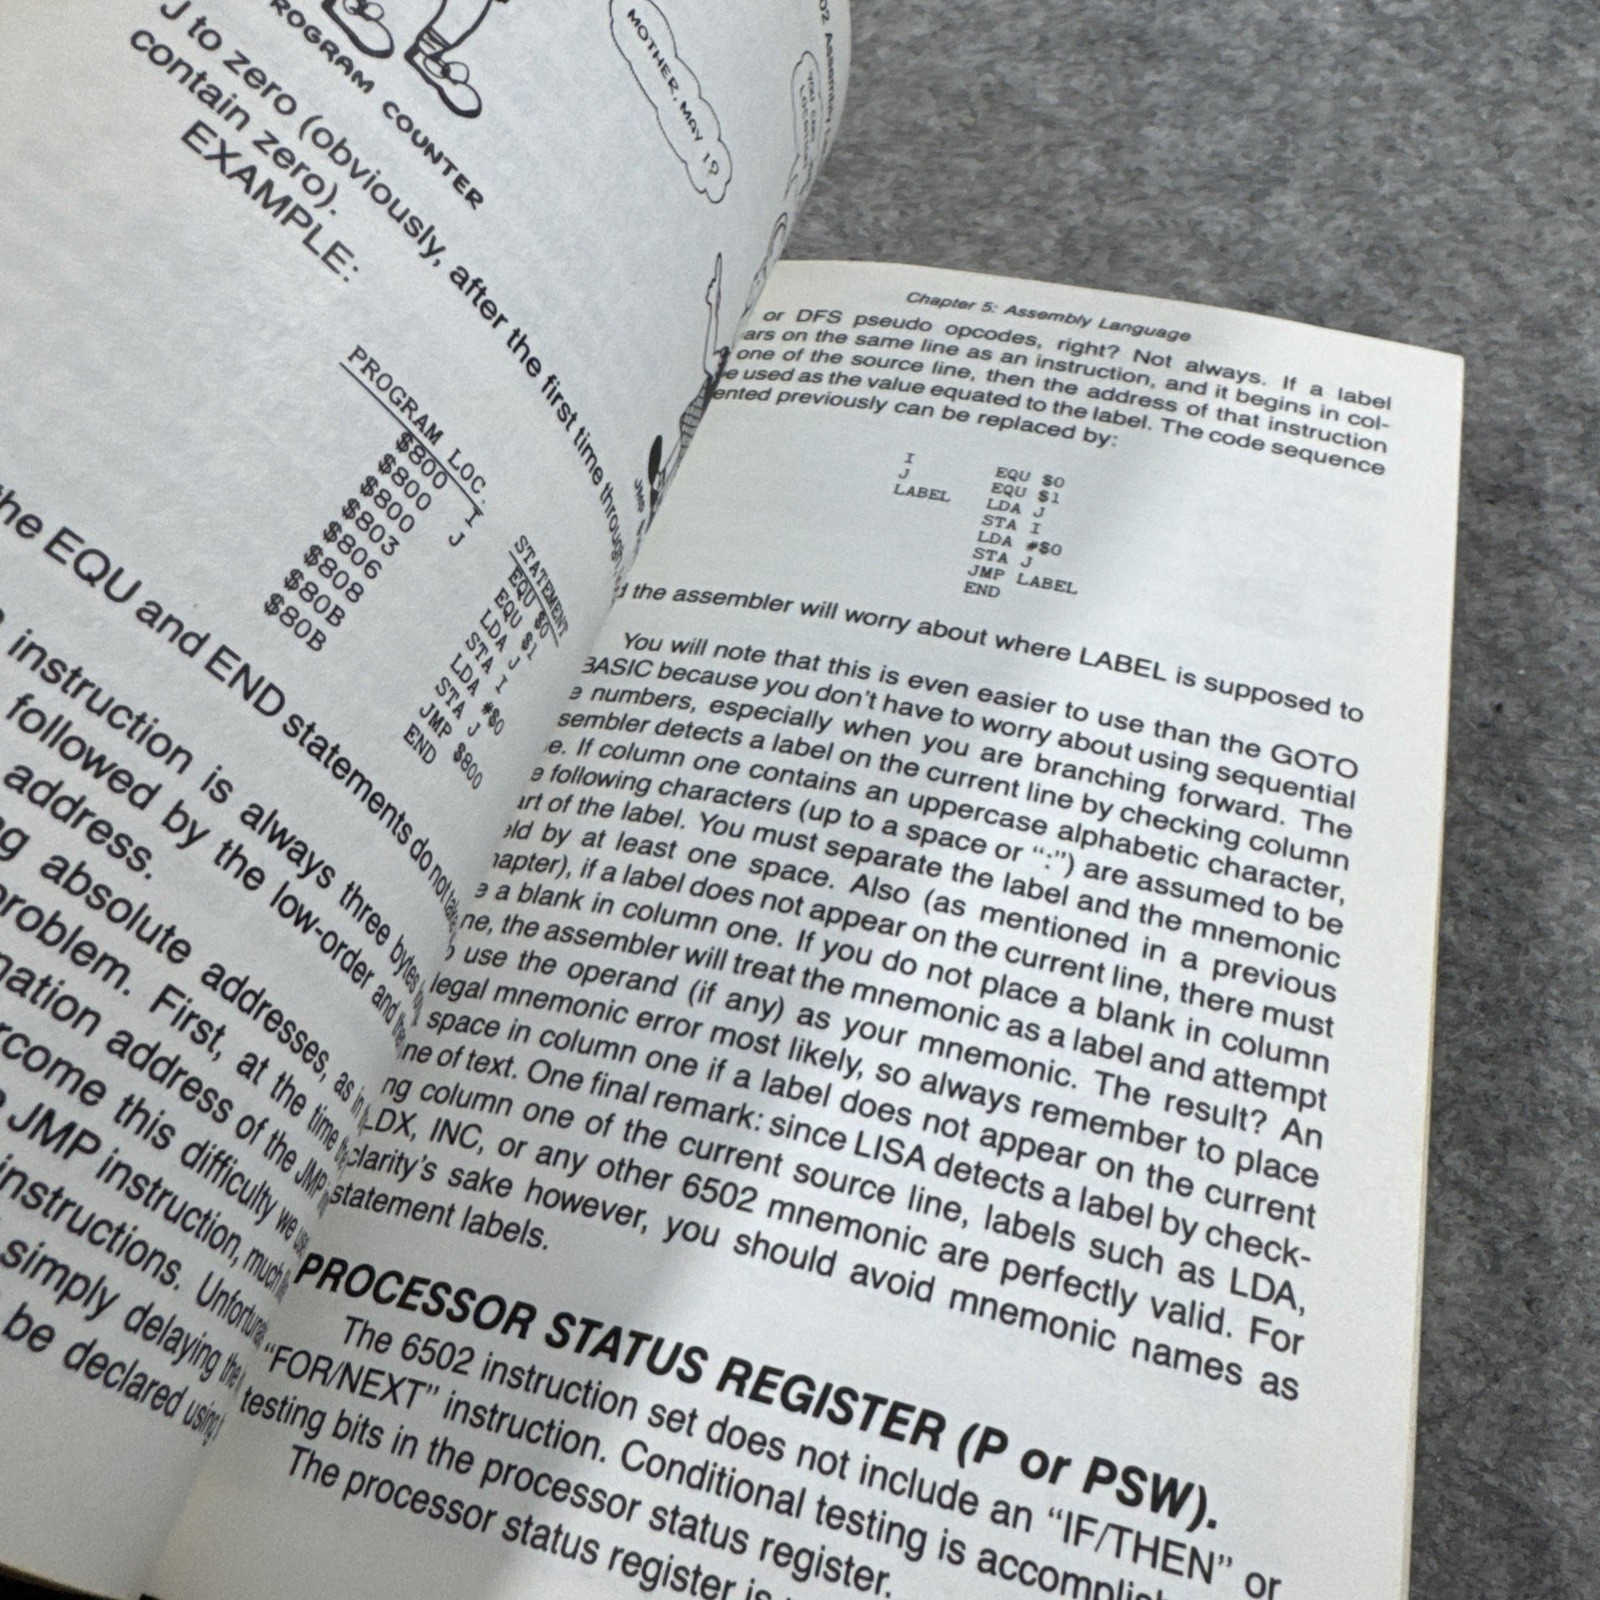 PROGRAM COUNTER
MOTHER, MAY I?
J to zero (obviously, after the first time through
contain zero).
EXAMPLE:
PROGRAM LOC. STATEMENT
$800 I EQU $0
$800 J EQU $1
$800 LDA J
$803 STA I
$806 LDA #$0
$808 STA J
$80B JMP $800
$80B END
the EQU and END statements do not take
instruction is always three bytes
followed by the low-order and the
address.
absolute addresses, as in
problem. First, at the time
address of the JMP
come this difficulty we use
JMP instruction, much
instructions.
simply delaying the
be declared using
JMP
Chapter 5: Assembly Language
or DFS pseudo opcodes, right? Not always. If a label
on the same line as an instruction, and it begins in col-
one of the source line, then the address of that instruction
used as the value equated to the label. The code sequence
previously can be replaced by:
I EQU $0
J EQU $1
LABEL LDA J
STA I
LDA #$0
STA J
JMP LABEL
END
the assembler will worry about where LABEL is supposed to
You will note that this is even easier to use than the GOTO
BASIC because you don't have to worry about using sequential
numbers, especially when you are branching forward. The
detects a label on the current line by checking column
If column one contains an uppercase alphabetic character,
following characters (up to a space or ":") are assumed to be
of the label. You must separate the label and the mnemonic
by at least one space. Also (as mentioned in a previous
if a label does not appear on the current line, there must
a blank in column one. If you do not place a blank in column
the assembler will treat the mnemonic as a label and attempt
use the operand (if any) as your mnemonic. The result? An
legal mnemonic error most likely, so always remember to place
space in column one if a label does not appear on the current
of text. One final remark: since LISA detects a label by check-
column one of the current source line, labels such as LDA,
LDX, INC, or any other 6502 mnemonic are perfectly valid. For
clarity's sake however, you should avoid mnemonic names as
statement labels.
PROCESSOR STATUS REGISTER (P or PSW).
The 6502 instruction set does not include an "IF/THEN" or
"FOR/NEXT" instruction. Conditional testing is
testing bits in the processor status register.
The processor status register is